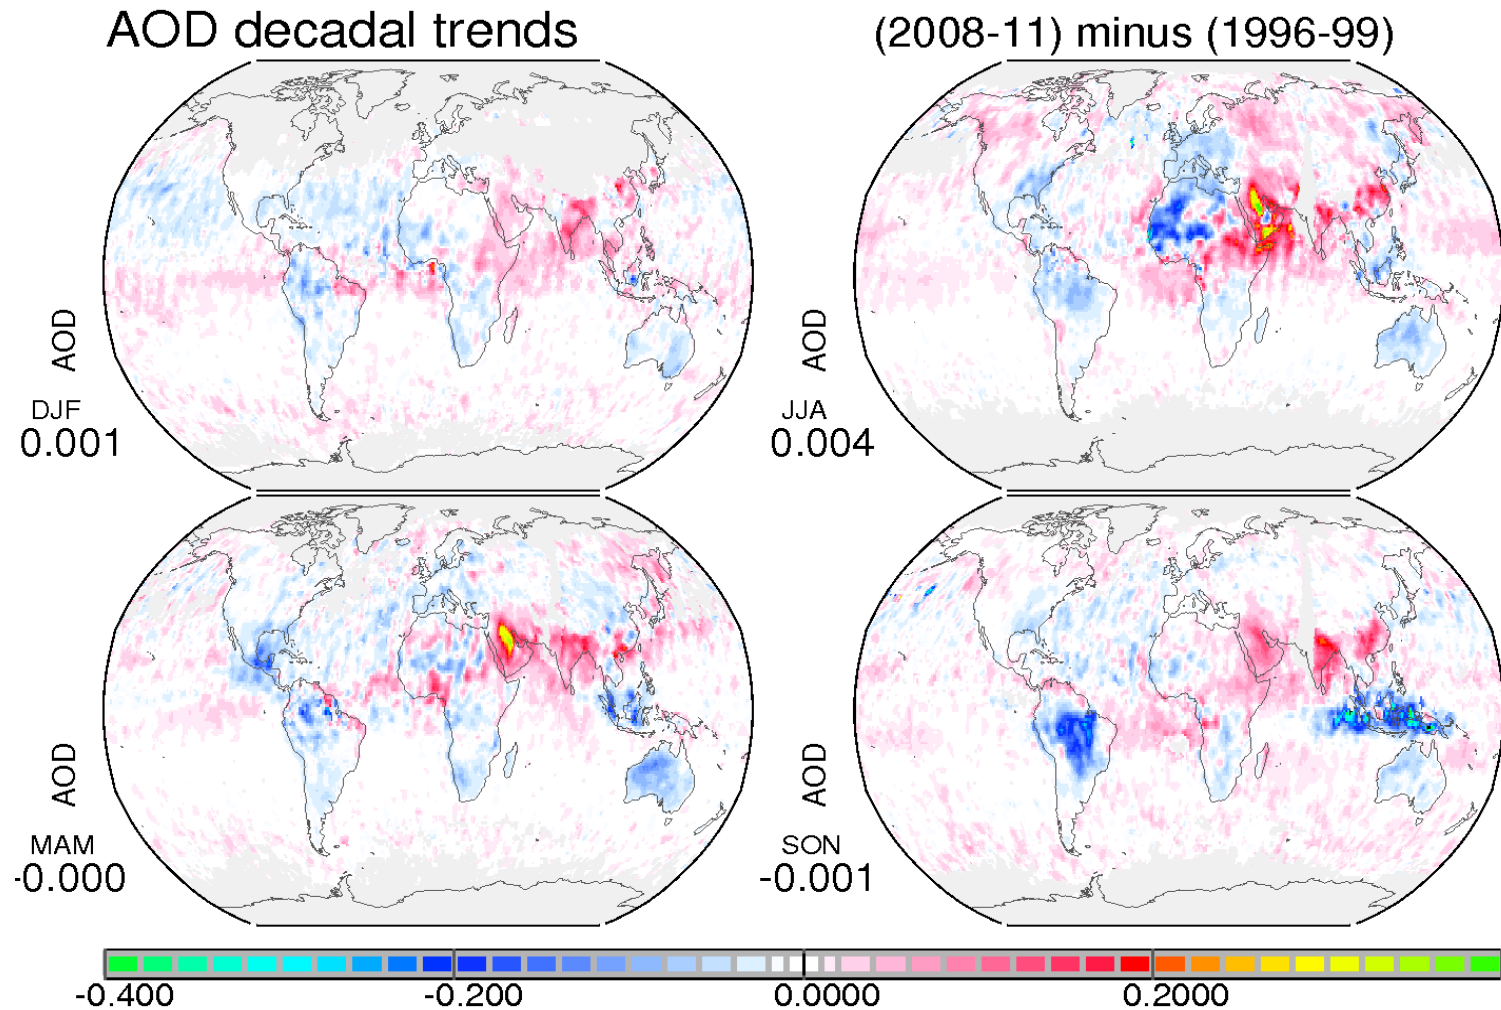 AOD decadal trends
(2008-11) minus (1996-99)
AOD
DJF
0.001
AOD
JJA
0.004
AOD
MAM
-0.000
AOD
SON
-0.001
-0.400 -0.200 0.0000 0.2000